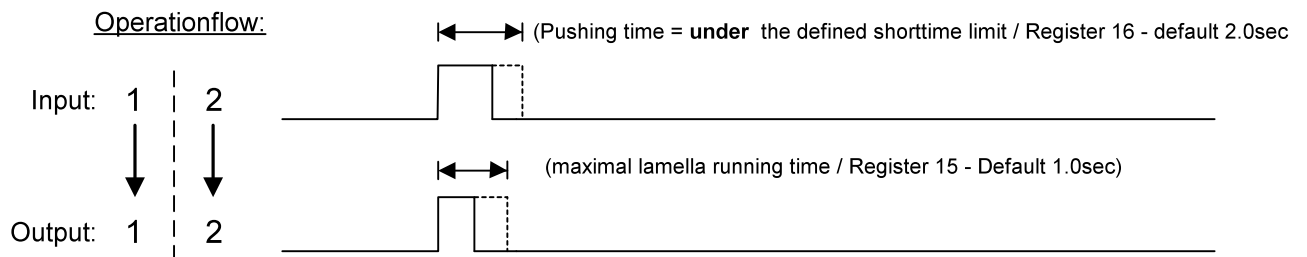 Operationflow:
(Pushing time = under the defined shorttime limit / Register 16 - default 2.0sec
Input: 1 2
(maximal lamella running time / Register 15 - Default 1.0sec)
Output: 1 2